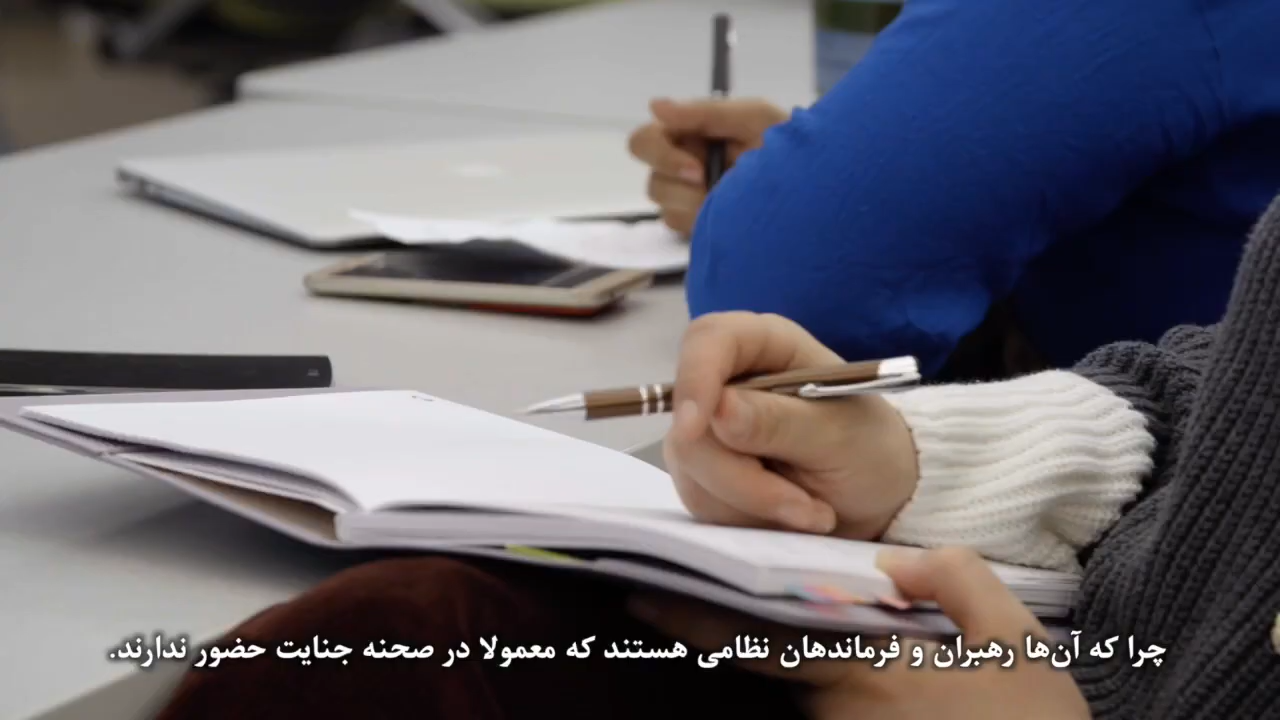 چرا که آن‌ها رهبران و فرماندهان نظامی هستند که معمولا در صحنه جنایت حضور ندارند.